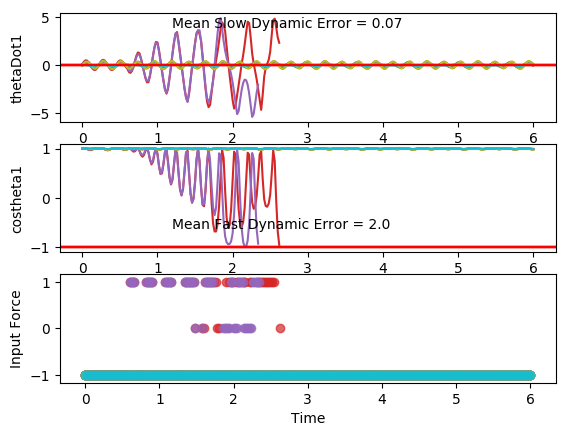 Mean Slow Dynamic Error = 0.07
5
0
−5
thetaDot1
0 1 2 3 4 5 6
1
0
−1
costheta1
Mean Fast Dynamic Error = 2.0
0 1 2 3 4 5 6
1
0
−1
Input Force
0 1 2 3 4 5 6
Time